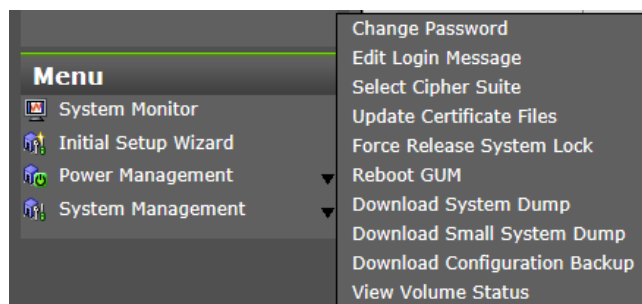 Menu
System Monitor
Initial Setup Wizard
Power Management
System Management
Change Password
Edit Login Message
Select Cipher Suite
Update Certificate Files
Force Release System Lock
Reboot GUM
Download System Dump
Download Small System Dump
Download Configuration Backup
View Volume Status